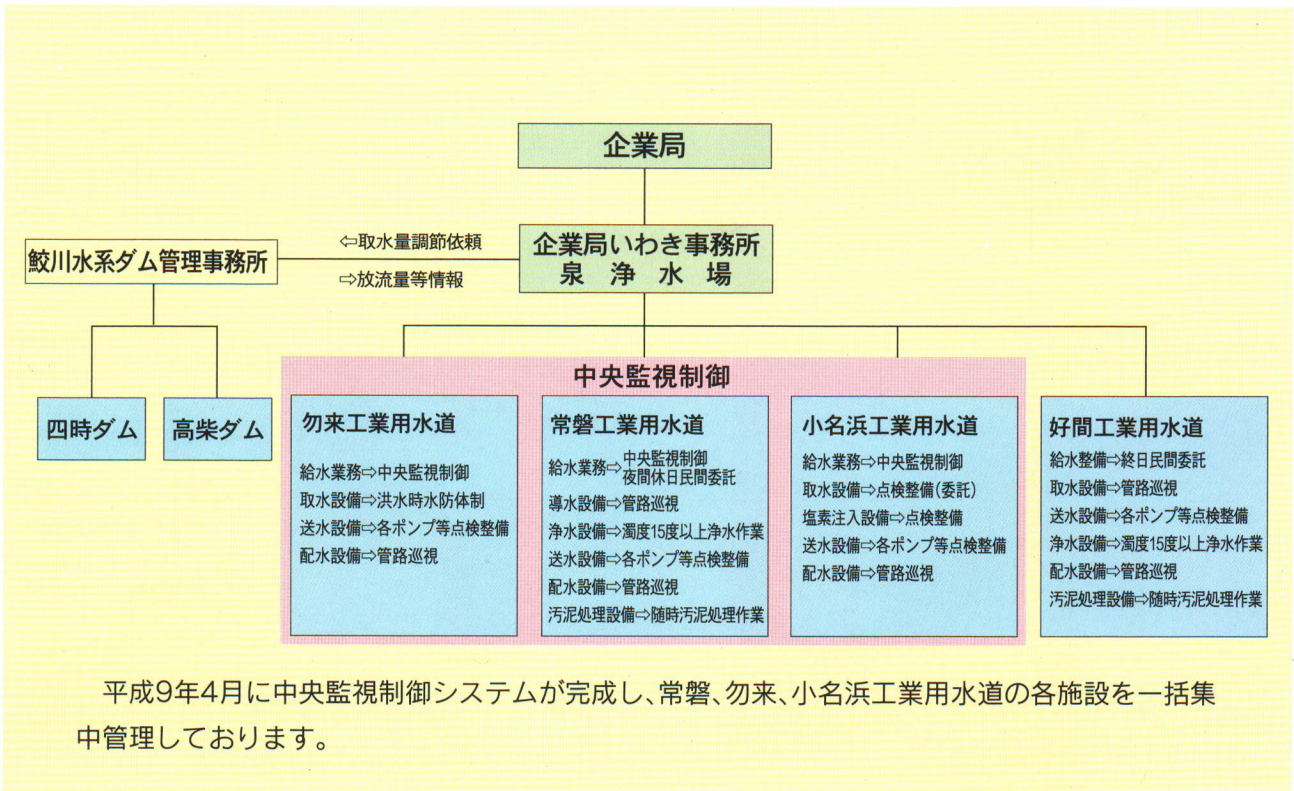 企業局
企業局いわき事務所
泉 浄 水 場
⇦取水量調節依頼
⇨放流量等情報
鮫川水系ダム管理事務所
四時ダム
高柴ダム
中央監視制御
勿来工業用水道
給水業務⇨中央監視制御
取水設備⇨洪水時水防体制
送水設備⇨各ポンプ等点検整備
配水設備⇨管路巡視
常磐工業用水道
給水業務⇨中央監視制御
夜間休日民間委託
導水設備⇨管路巡視
浄水設備⇨濁度15度以上浄水作業
送水設備⇨各ポンプ等点検整備
配水設備⇨管路巡視
汚泥処理設備⇨随時汚泥処理作業
小名浜工業用水道
給水業務⇨中央監視制御
取水設備⇨点検整備(委託)
塩素注入設備⇨点検整備
送水設備⇨各ポンプ等点検整備
配水設備⇨管路巡視
好間工業用水道
給水整備⇨終日民間委託
取水設備⇨管路巡視
送水設備⇨各ポンプ等点検整備
浄水設備⇨濁度15度以上浄水作業
配水設備⇨管路巡視
汚泥処理設備⇨随時汚泥処理作業
平成9年4月に中央監視制御システムが完成し、常磐、勿来、小名浜工業用水道の各施設を一括集
中管理しております。